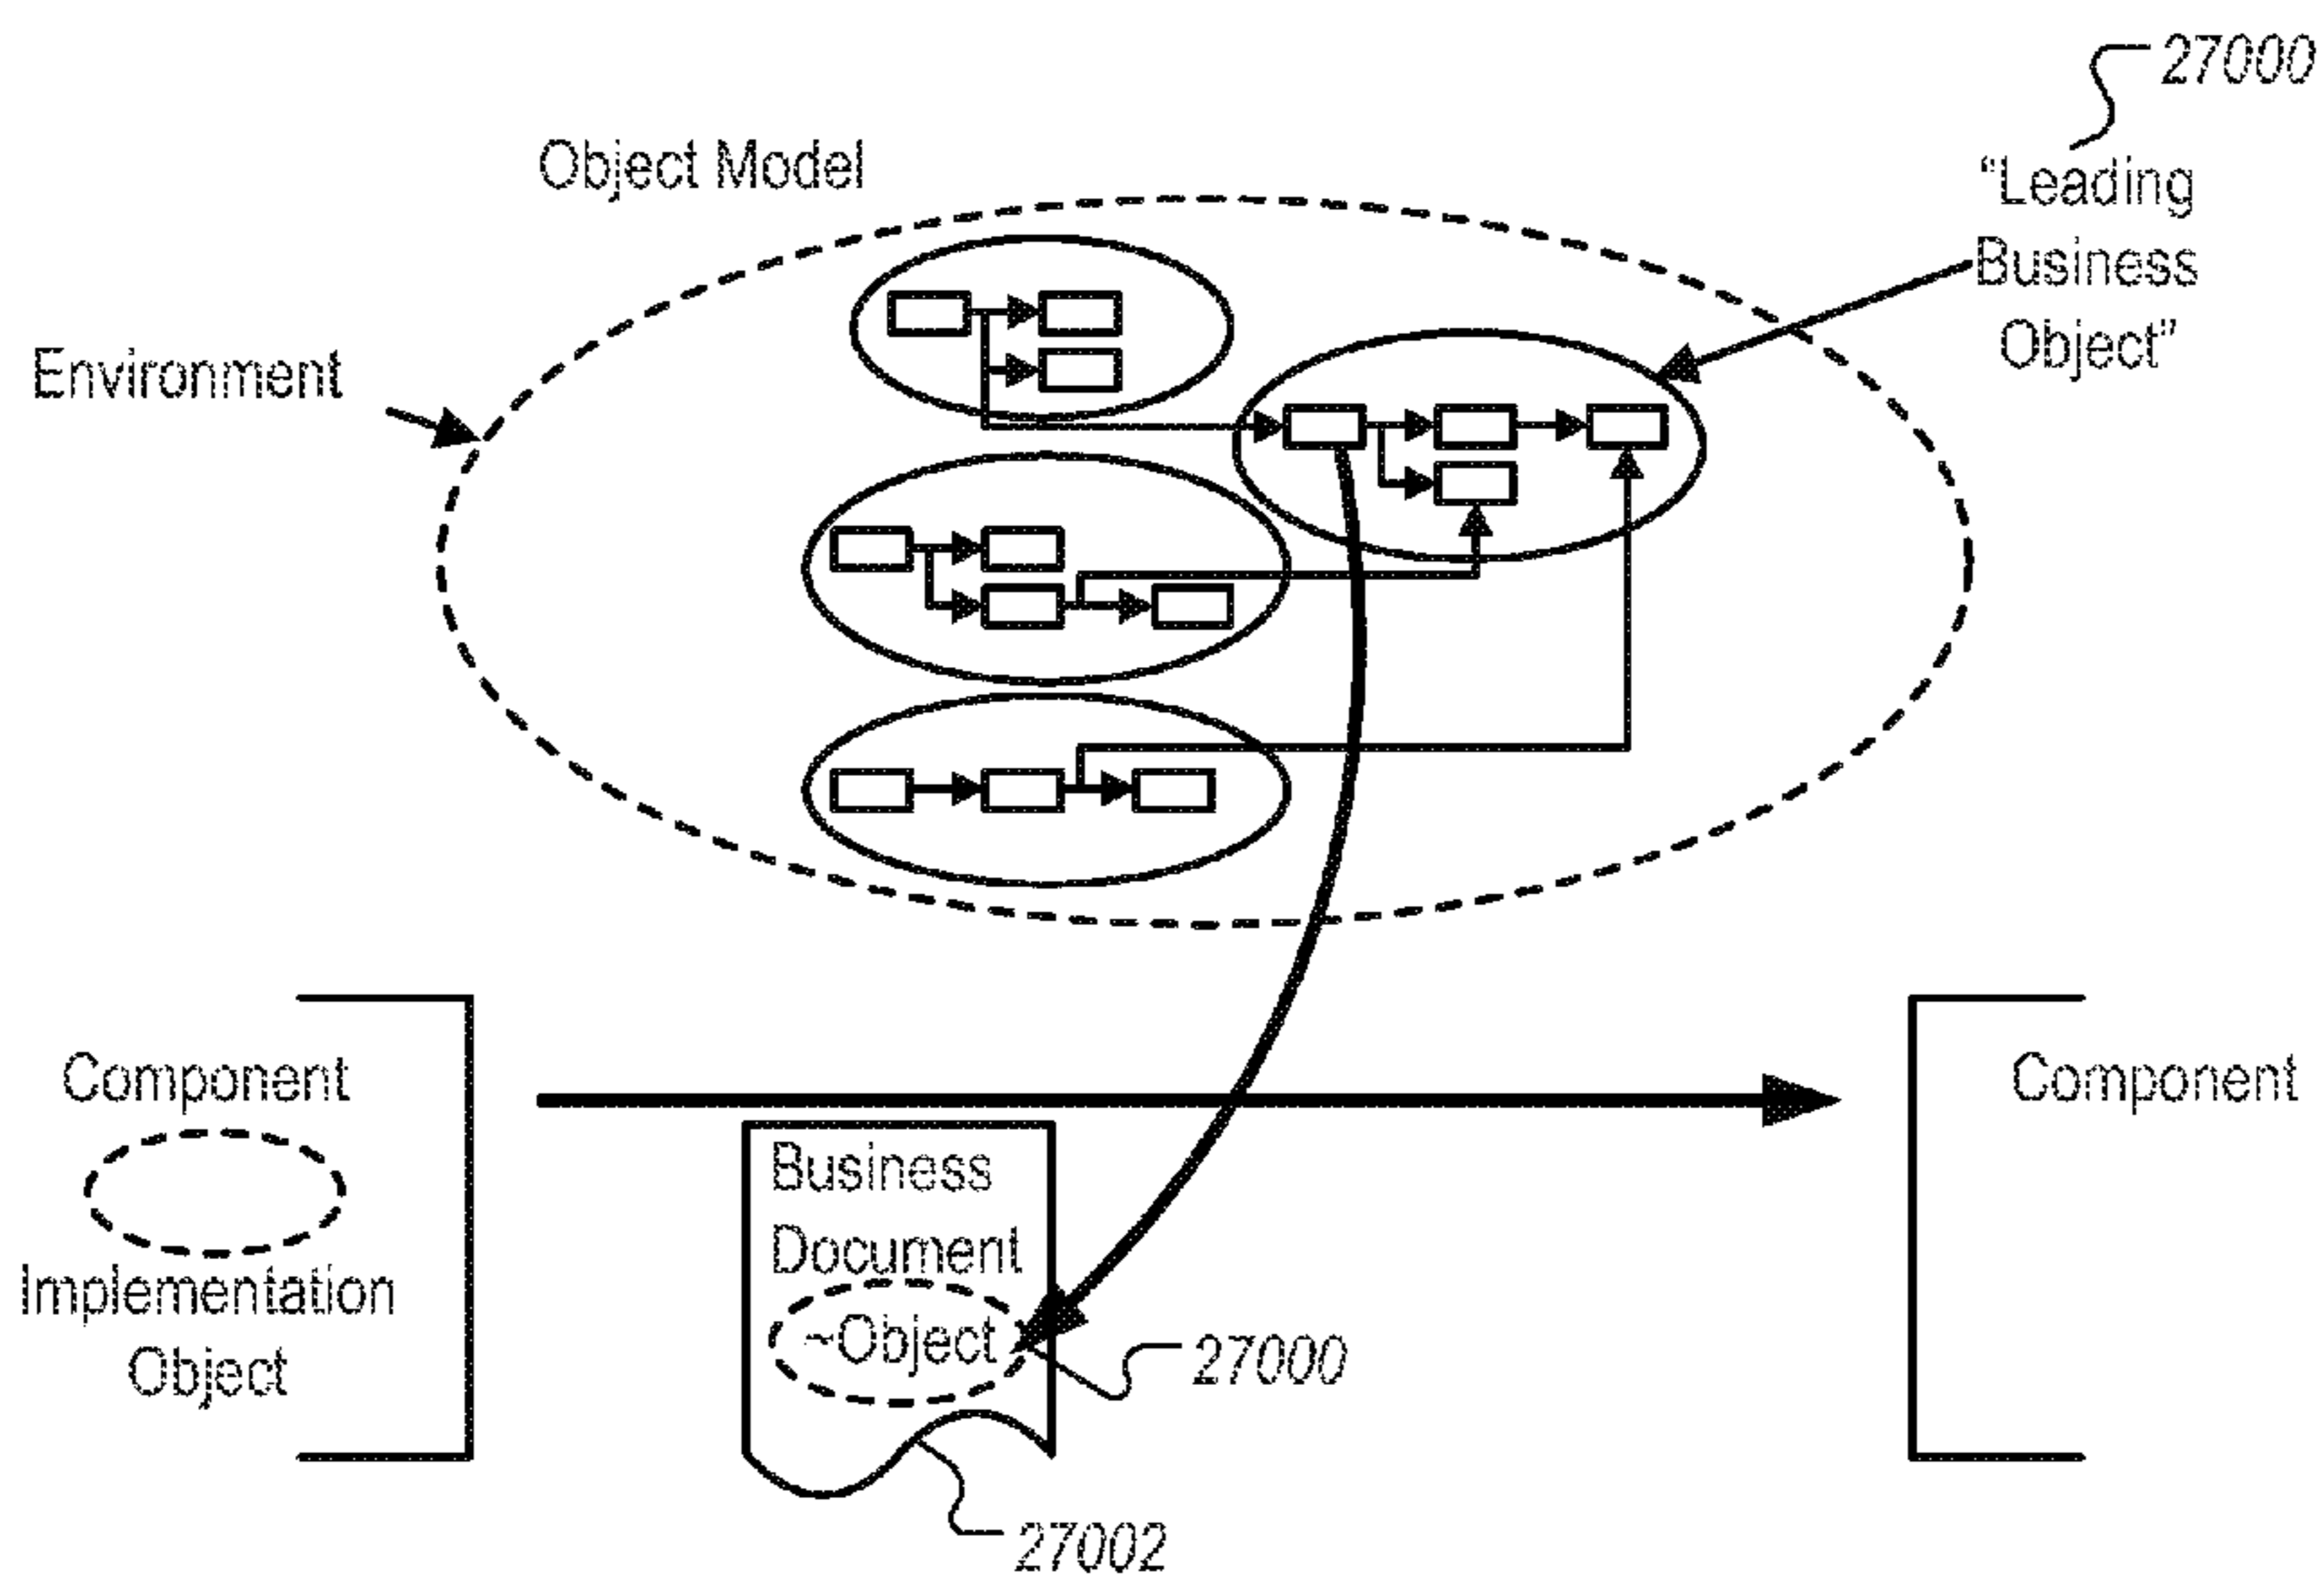 27000
Object Model
"Leading
Business
Object"
Environment
Component
Implementation
Object
Business
Document
~Object
27000
27002
Component